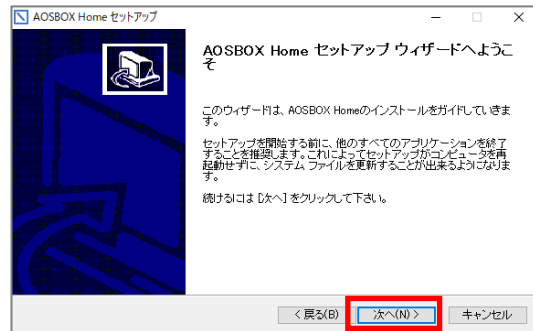 AOSBOX Home セットアップ
AOSBOX Home セットアップ ウィザードへようこ
そ
このウィザードは、AOSBOX Homeのインストールをガイドしていきま
す。
セットアップを開始する前に、他のすべてのアプリケーションを終了
することを推奨します。これによってセットアップがコンピュータを再
起動せずに、システム ファイルを更新することが出来るようになりま
す。
続けるには [次へ] をクリックして下さい。
< 戻る(B)
次へ(N) >
キャンセル